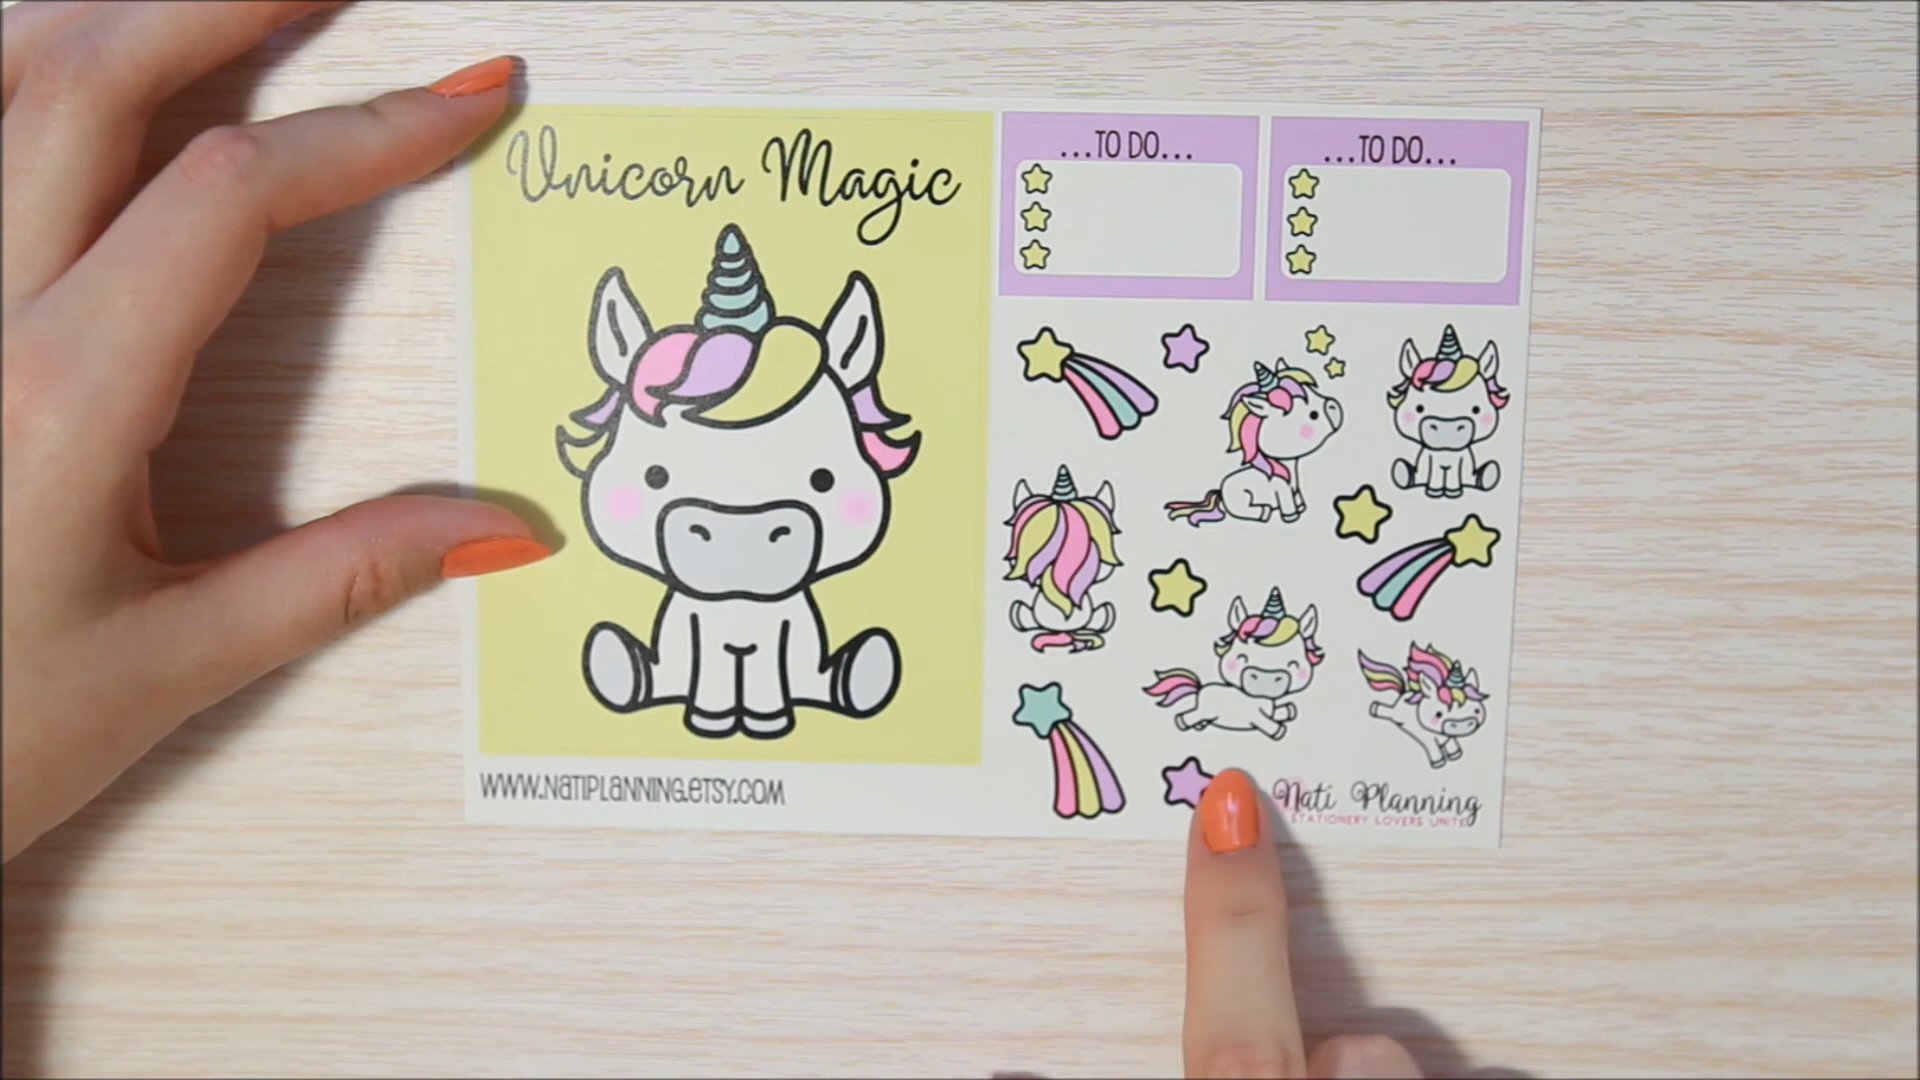 Unicorn Magic
WWW.NATIPLANNING.ETSY.COM
...TO DO...
...TO DO...
Nati Planning
STATIONERY LOVERS UNITE